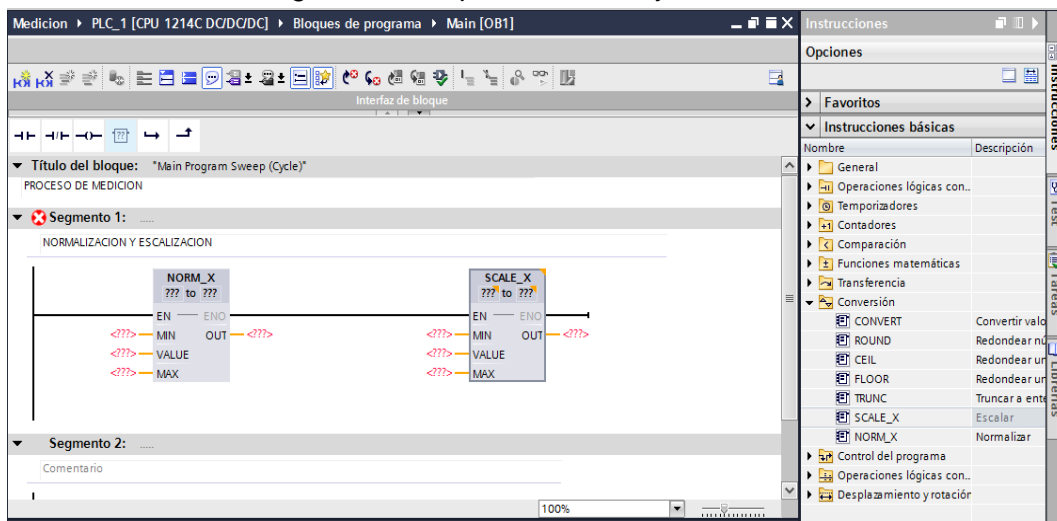 Medicion ▸ PLC_1 [CPU 1214C DC/DC/DC] ▸ Bloques de programa ▸ Main [OB1]
Interfaz de bloque
??
Título del bloque: "Main Program Sweep (Cycle)"
PROCESO DE MEDICION
Segmento 1: .....
NORMALIZACION Y ESCALIZACION
NORM_X
??? to ???
EN ENO
<???> MIN OUT <???>
<???> VALUE
<???> MAX
SCALE_X
??? to ???
EN ENO
<???> MIN OUT <???>
<???> VALUE
<???> MAX
Segmento 2: .....
Comentario
100%
Instrucciones
Opciones
Favoritos
Instrucciones básicas
Nombre Descripción
General
Operaciones lógicas con..
Temporizadores
Contadores
Comparación
Funciones matemáticas
Transferencia
Conversión
CONVERT Convertir valo
ROUND Redondear nú
CEIL Redondear un
FLOOR Redondear un
TRUNC Truncar a ente
SCALE_X Escalar
NORM_X Normalizar
Control del programa
Operaciones lógicas con..
Desplazamiento y rotación
Instrucciones
Test
Tareas
Librerías